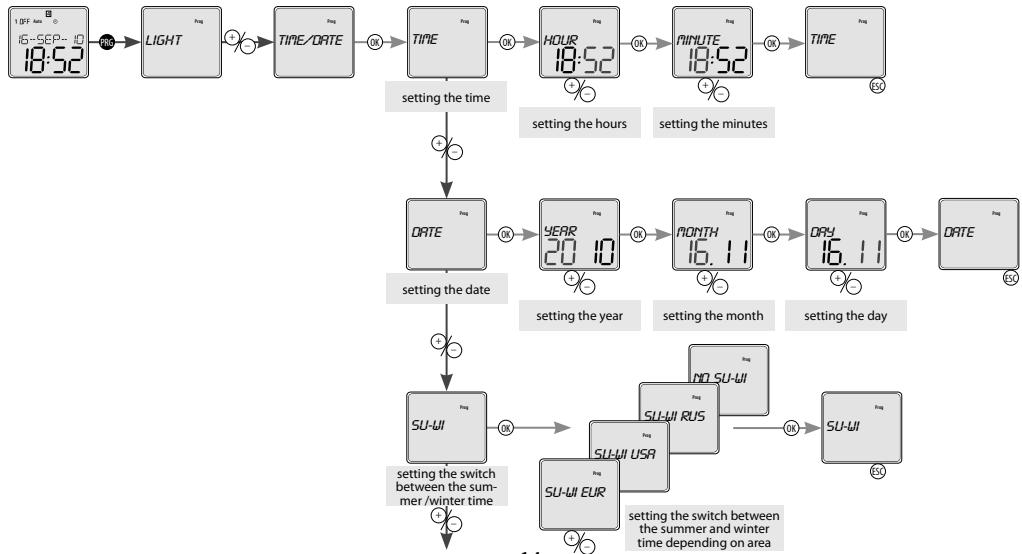 1 OFF Auto
16-SEP-10
18:52
PRG
Prog
LIGHT
+
−
Prog
TIME/DATE
OK
Prog
TIME
OK
Prog
HOUR
18:52
OK
Prog
MINUTE
18:52
OK
Prog
TIME
ESC
setting the time
+
−
setting the hours
+
−
setting the minutes
+
−
Prog
DATE
OK
Prog
YEAR
20 10
OK
Prog
MONTH
16. 11
OK
Prog
DAY
16. 11
OK
Prog
DATE
ESC
setting the date
+
−
setting the year
+
−
setting the month
+
−
setting the day
+
−
Prog
SU-WI
OK
Prog
NO SU-WI
Prog
SU-WI RUS
Prog
SU-WI USA
Prog
SU-WI EUR
+
−
OK
Prog
SU-WI
ESC
setting the switch
between the sum-
mer /winter time
+
−
setting the switch between
the summer and winter
time depending on area